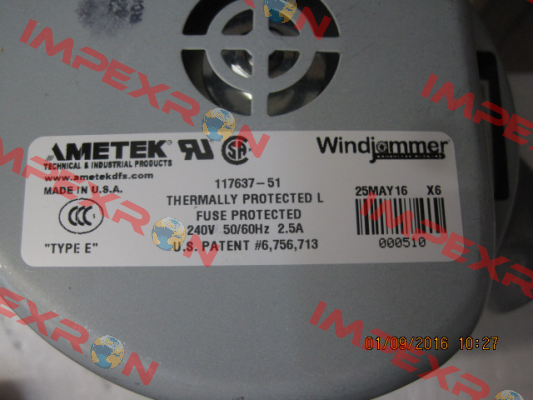 AMETEK®
TECHNICAL & INDUSTRIAL PRODUCTS
www.ametekdfs.com
MADE IN U.S.A.
CCC
"TYPE E"
Windjammer
117637-51
THERMALLY PROTECTED L
FUSE PROTECTED
240V 50/60Hz 2.5A
U.S. PATENT #6,756,713
25MAY16 X6
000510
01/09/2016 10:27
IMPEXRON
IMPEXRON
IMPEXRON
IMPEXRON